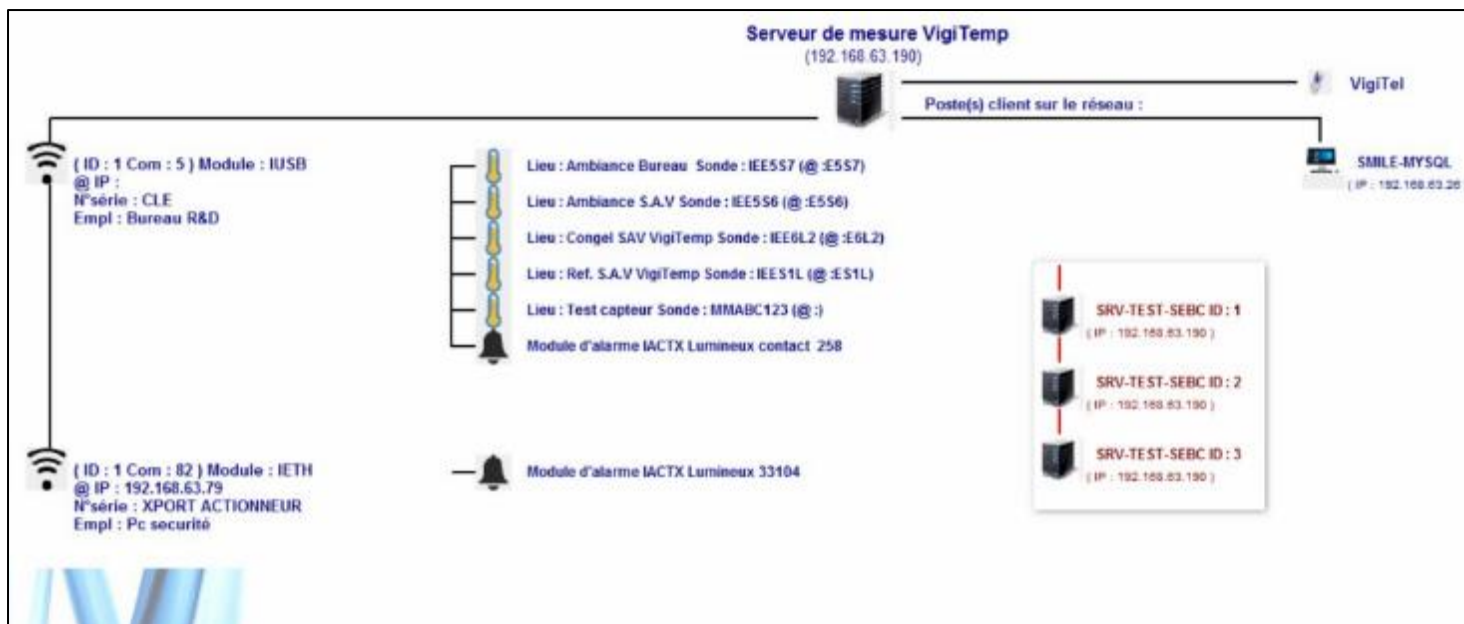 Serveur de mesure VigiTemp
(192.168.63.190)
VigiTel
Poste(s) client sur le réseau :
SMILE-MYSQL
( IP : 192.168.63.26
( ID : 1 Com : 5 ) Module : IUSB
@ IP :
N°série : CLE
Empl : Bureau R&D
Lieu : Ambiance Bureau Sonde : IEE5S7 (@ :E5S7)
Lieu : Ambiance S.A.V Sonde : IEE5S6 (@ :E5S6)
Lieu : Congel SAV VigiTemp Sonde : IEE6L2 (@ :E6L2)
Lieu : Ref. S.A.V VigiTemp Sonde : IEES1L (@ :ES1L)
Lieu : Test capteur Sonde : MMABC123 (@ :)
Module d'alarme IACTX Lumineux contact 258
SRV-TEST-SEBC ID : 1
( IP : 192.168.63.190 )
SRV-TEST-SEBC ID : 2
( IP : 192.168.63.190 )
SRV-TEST-SEBC ID : 3
( IP : 192.168.63.190 )
( ID : 1 Com : 82 ) Module : IETH
@ IP : 192.168.63.79
N°série : XPORT ACTIONNEUR
Empl : Pc securité
Module d'alarme IACTX Lumineux 33104